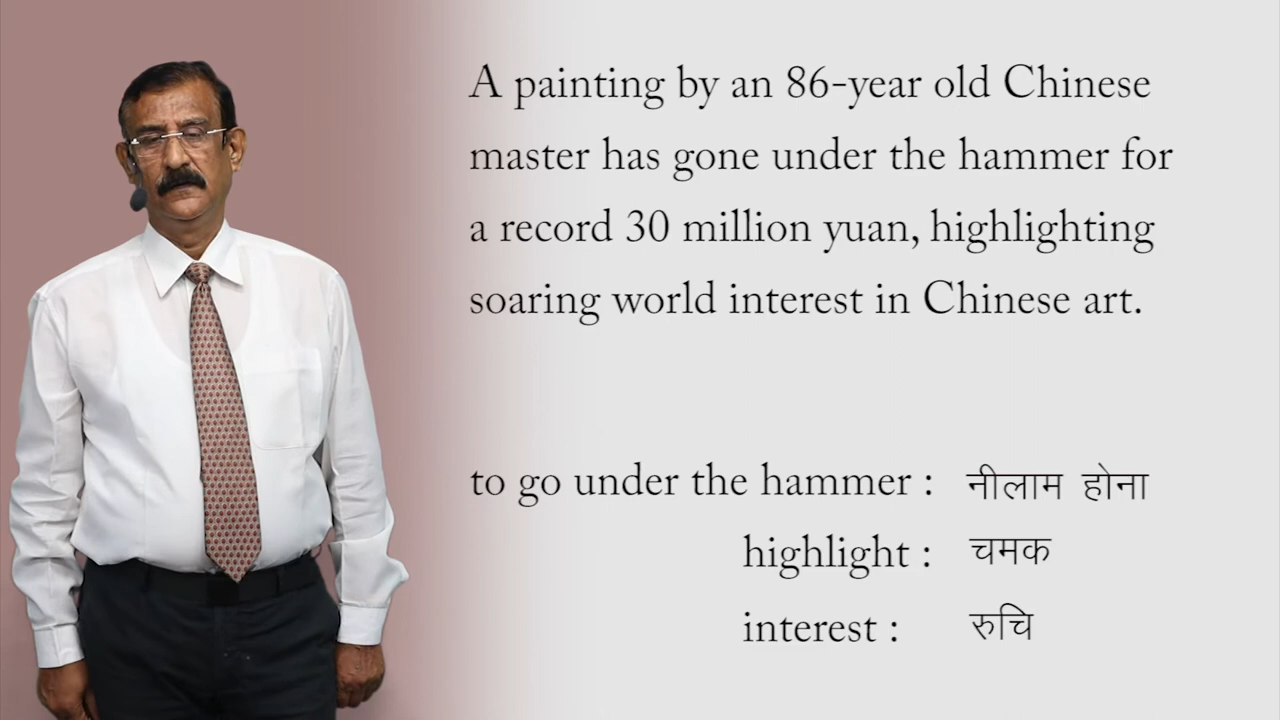 A painting by an 86-year old Chinese
master has gone under the hammer for
a record 30 million yuan, highlighting
soaring world interest in Chinese art.
to go under the hammer : नीलाम होना
highlight : चमक
interest : रुचि